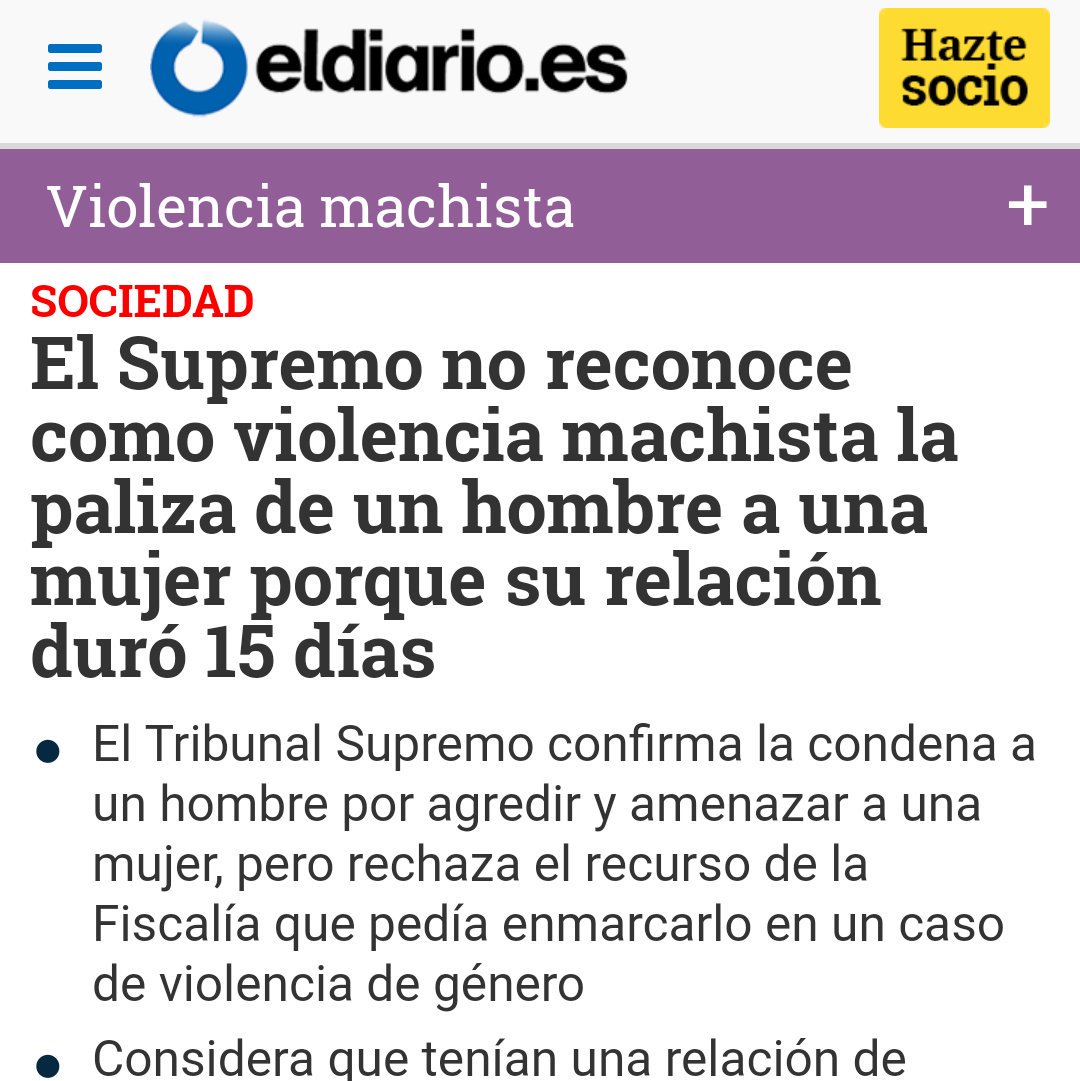 eldiario.es
Hazte
socio
Violencia machista
+
SOCIEDAD
El Supremo no reconoce
como violencia machista la
paliza de un hombre a una
mujer porque su relación
duró 15 días
● El Tribunal Supremo confirma la condena a
un hombre por agredir y amenazar a una
mujer, pero rechaza el recurso de la
Fiscalía que pedía enmarcarlo en un caso
de violencia de género
● Considera que tenían una relación de